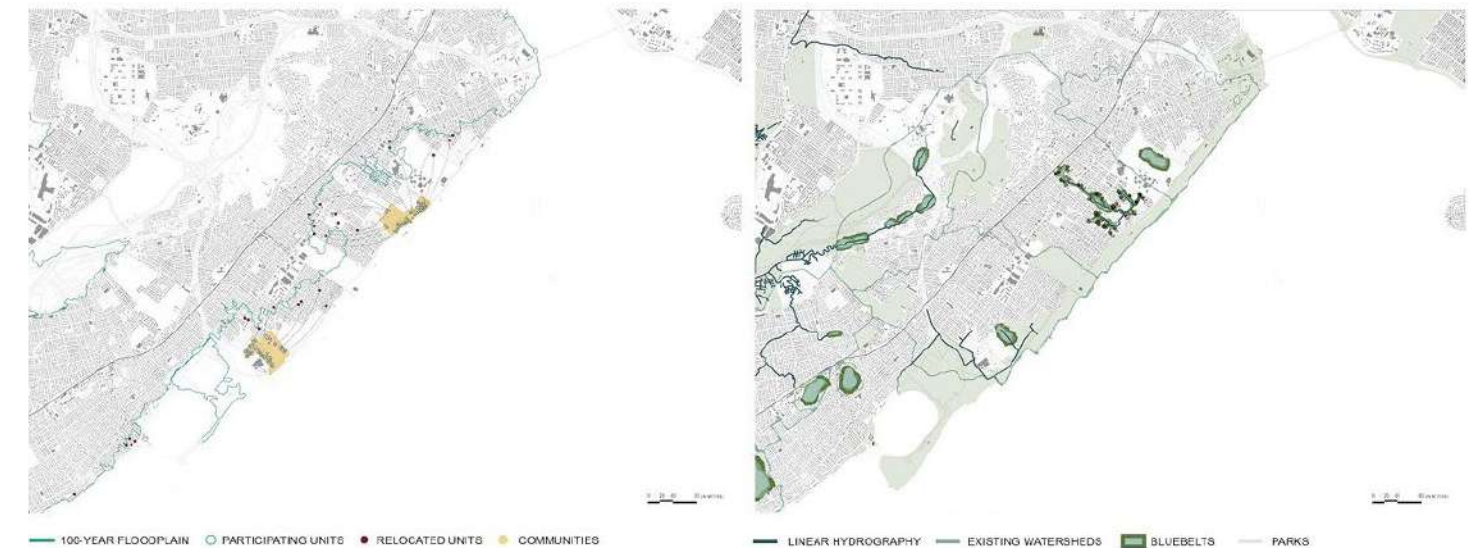 100-YEAR FLOODPLAIN PARTICIPATING UNITS RELOCATED UNITS COMMUNITIES
LINEAR HYDROGRAPHY EXISTING WATERSHEDS BLUEBELTS PARKS